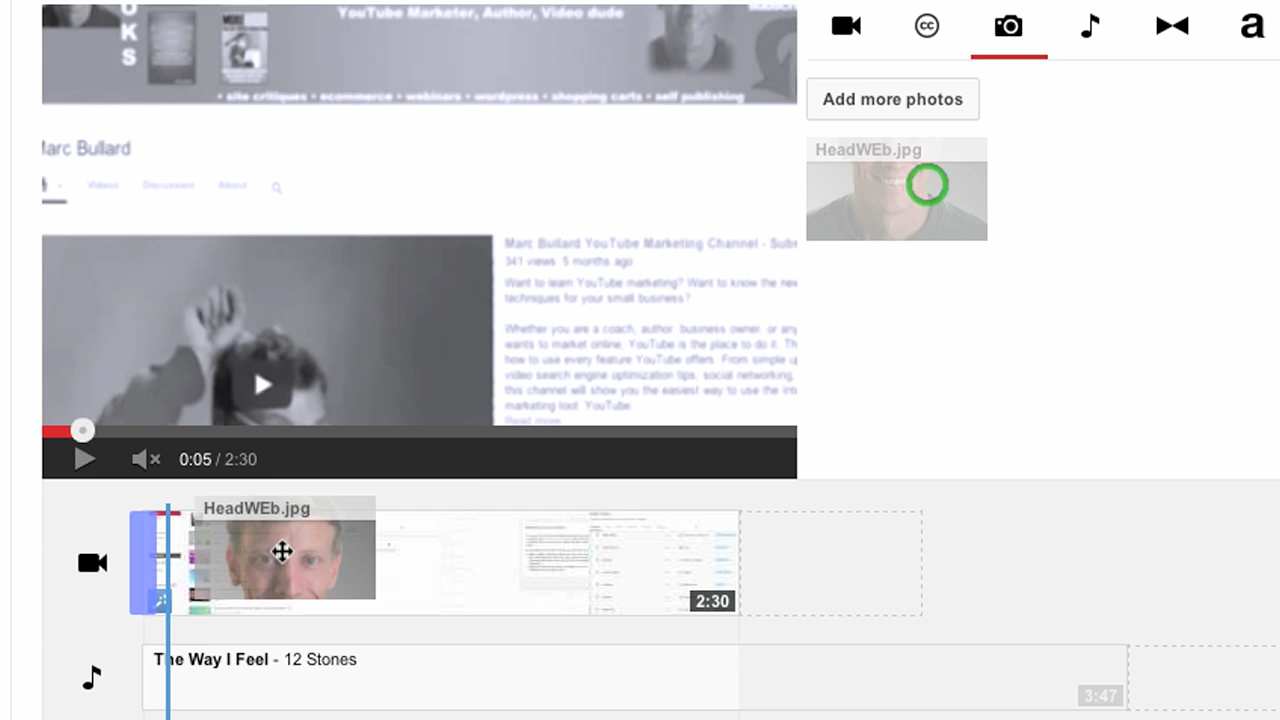 O
K
S
YouTube Marketer, Author, Video dude
• site critiques • ecommerce • webinars • wordpress • shopping carts • self publishing
Marc Bullard
Videos Discussion About
Marc Bullard YouTube Marketing Channel - Subs
341 views 5 months ago
Want to learn YouTube marketing? Want to know the new
techniques for your small business?
Whether you are a coach, author, business owner, or any
wants to market online, YouTube is the place to do it. Th
how to use every feature YouTube offers. From simple u
video search engine optimization tips, social networking,
this channel will show you the easiest way to use the Int
marketing tool: YouTube
Read more
0:05 / 2:30
cc
a
Add more photos
HeadWEb.jpg
HeadWEb.jpg
2:30
The Way I Feel - 12 Stones
3:47